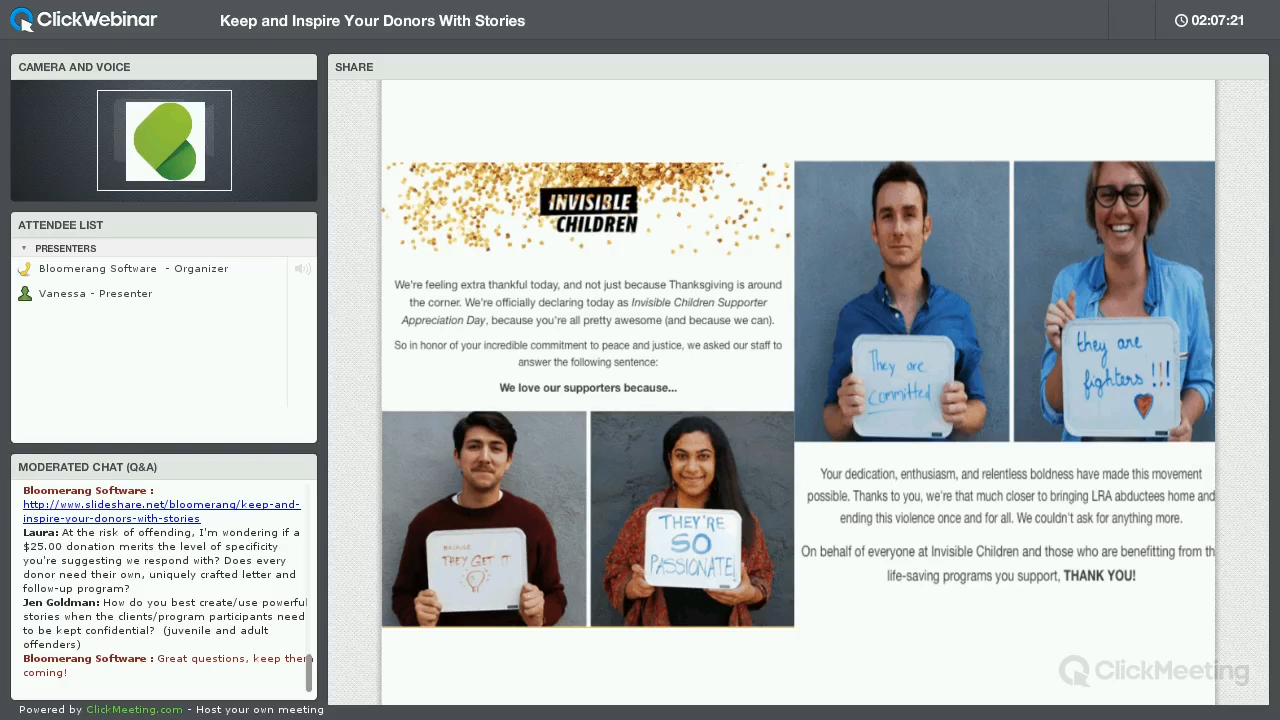 ClickWebinar
Keep and Inspire Your Donors With Stories
02:07:21
CAMERA AND VOICE
ATTENDEE LIST
PRESENTERS
Bloomerang Software - Organizer
Vanessa - Presenter
MODERATED CHAT (Q&A)
Bloomerang Software :
http://www.slideshare.net/bloomerang/keep-and-
inspire-your-donors-with-stories
Laura: At the risk of offending, I'm wondering if a
$25.00 donation merits the level of specificity
you're suggesting we respond with? Does every
donor need their own, uniquely crafted letter and
follow-up program?
Jen Goldman: How do you best create/use powerful
stories when the clients/program participants need
to be kept confidential? (juvenile and adult
offenders)
Bloomerang Software : Great questions, keep them
coming!
Powered by ClickMeeting.com - Host your own meeting
SHARE
INVISIBLE
CHILDREN
We're feeling extra thankful today, and not just because Thanksgiving is around
the corner. We're officially declaring today as Invisible Children Supporter
Appreciation Day, because you're all pretty awesome (and because we can).
So in honor of your incredible commitment to peace and justice, we asked our staff to
answer the following sentence:
We love our supporters because...
BECAUSE
THEY GET IT
THEY'RE
SO
PASSIONATE!
They are
committed
they are
fighters !!!
Your dedication, enthusiasm, and relentless boldness have made this movement
possible. Thanks to you, we're that much closer to bringing LRA abductees home and
ending this violence once and for all. We couldn't ask for anything more.
On behalf of everyone at Invisible Children and those who are benefitting from th
life-saving programs you support, THANK YOU!
ClickMeeting